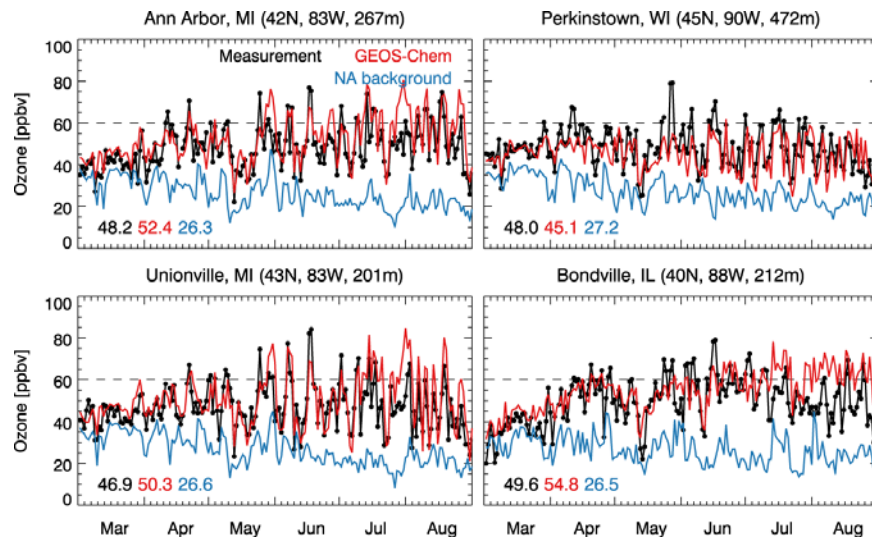 Ann Arbor, MI (42N, 83W, 267m)
Perkinstown, WI (45N, 90W, 472m)
100
80
60
40
20
0
Ozone [ppbv]
Measurement GEOS-Chem
NA background
48.2 52.4 26.3
48.0 45.1 27.2
Unionville, MI (43N, 83W, 201m)
Bondville, IL (40N, 88W, 212m)
100
80
60
40
20
0
Ozone [ppbv]
46.9 50.3 26.6
49.6 54.8 26.5
Mar Apr May Jun Jul Aug
Mar Apr May Jun Jul Aug